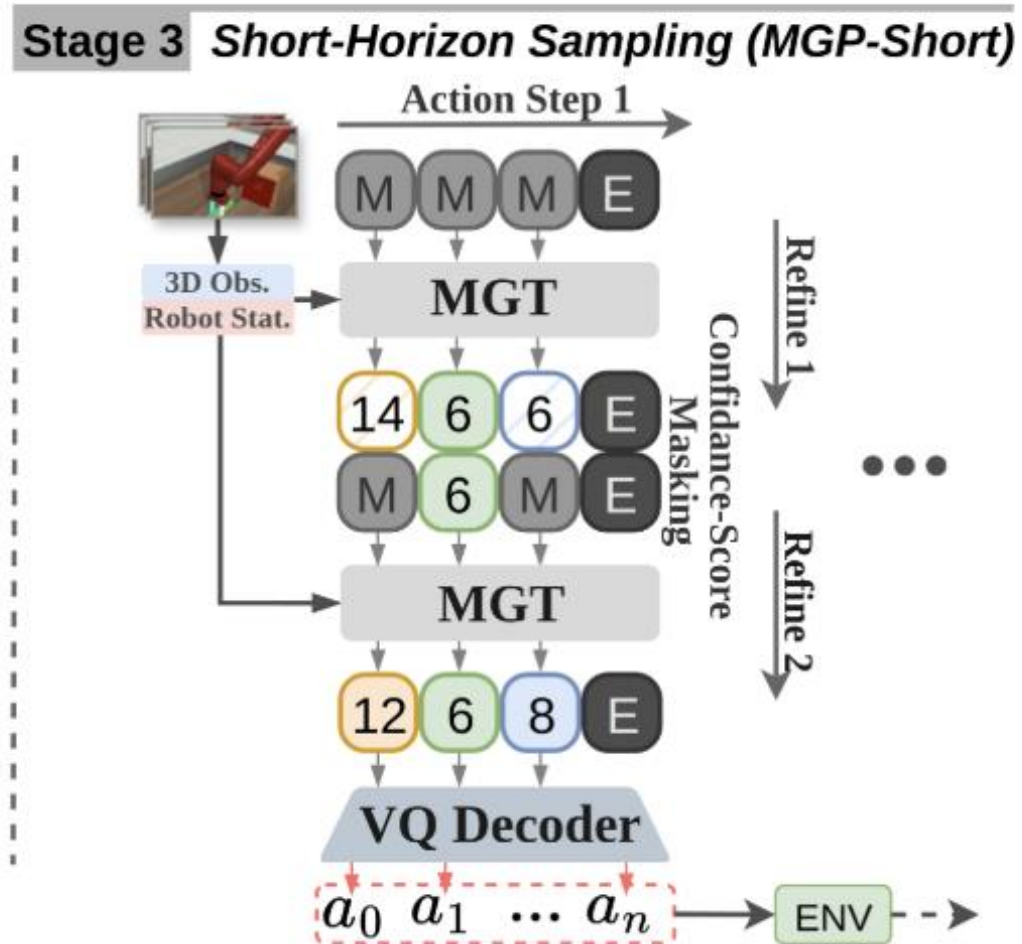 Stage 3 Short-Horizon Sampling (MGP-Short)
Action Step 1
M M M E
3D Obs.
Robot Stat.
MGT
Refine 1
14 6 6 E
M 6 M E
Confidance-Score
Masking
...
MGT
Refine 2
12 6 8 E
VQ Decoder
a0 a1 ... an
ENV